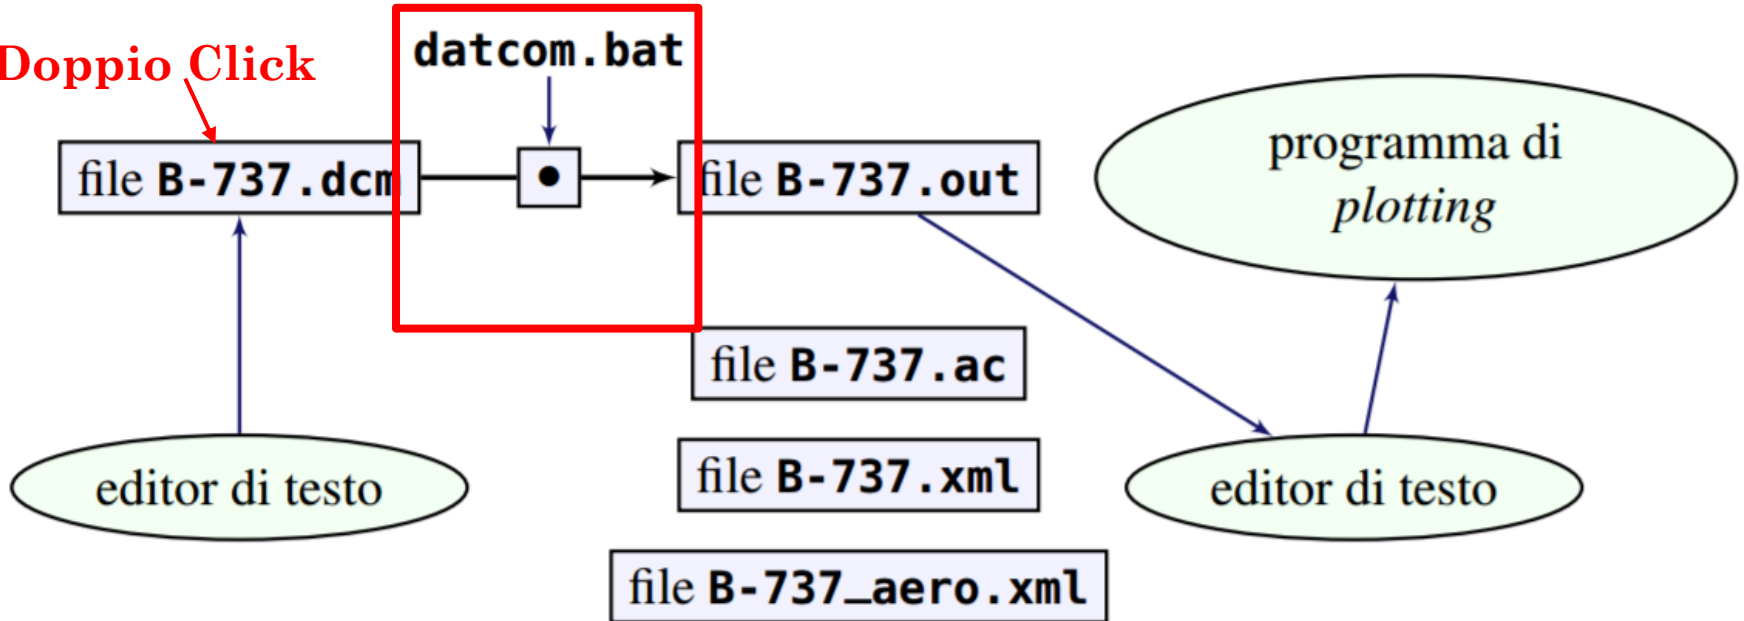 Doppio Click
datcom.bat
file B-737.dcm
file B-737.out
programma di
plotting
file B-737.ac
editor di testo
file B-737.xml
editor di testo
file B-737_aero.xml